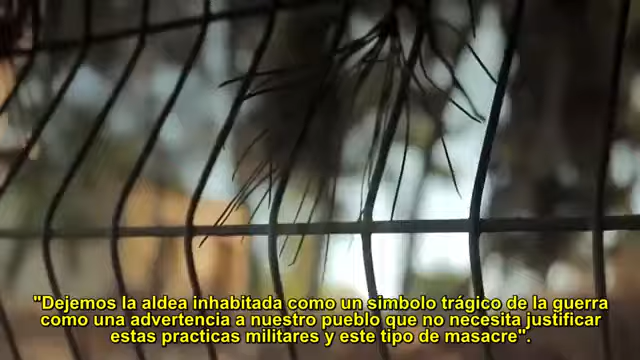 "Dejemos la aldea inhabitada como un simbolo trágico de la guerra
como una advertencia a nuestro pueblo que no necesita justificar
estas practicas militares y este tipo de masacre".